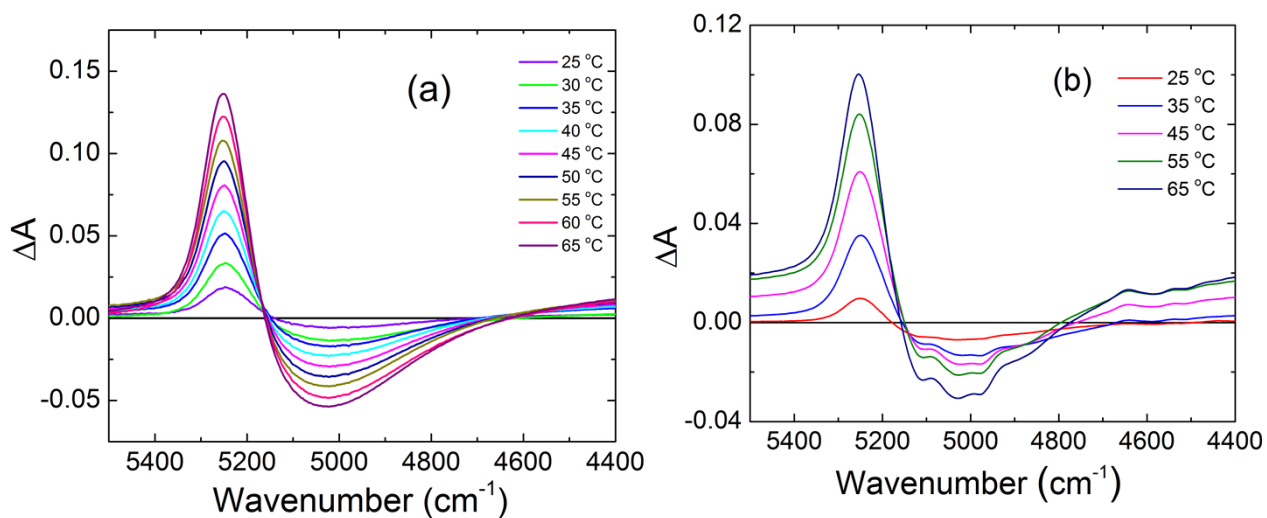 (a)
0.15
0.10
0.05
0.00
-0.05
ΔA
25 °C
30 °C
35 °C
40 °C
45 °C
50 °C
55 °C
60 °C
65 °C
5400 5200 5000 4800 4600 4400
Wavenumber (cm⁻¹)
(b)
0.12
0.08
0.04
0.00
-0.04
ΔA
25 °C
35 °C
45 °C
55 °C
65 °C
5400 5200 5000 4800 4600 4400
Wavenumber (cm⁻¹)